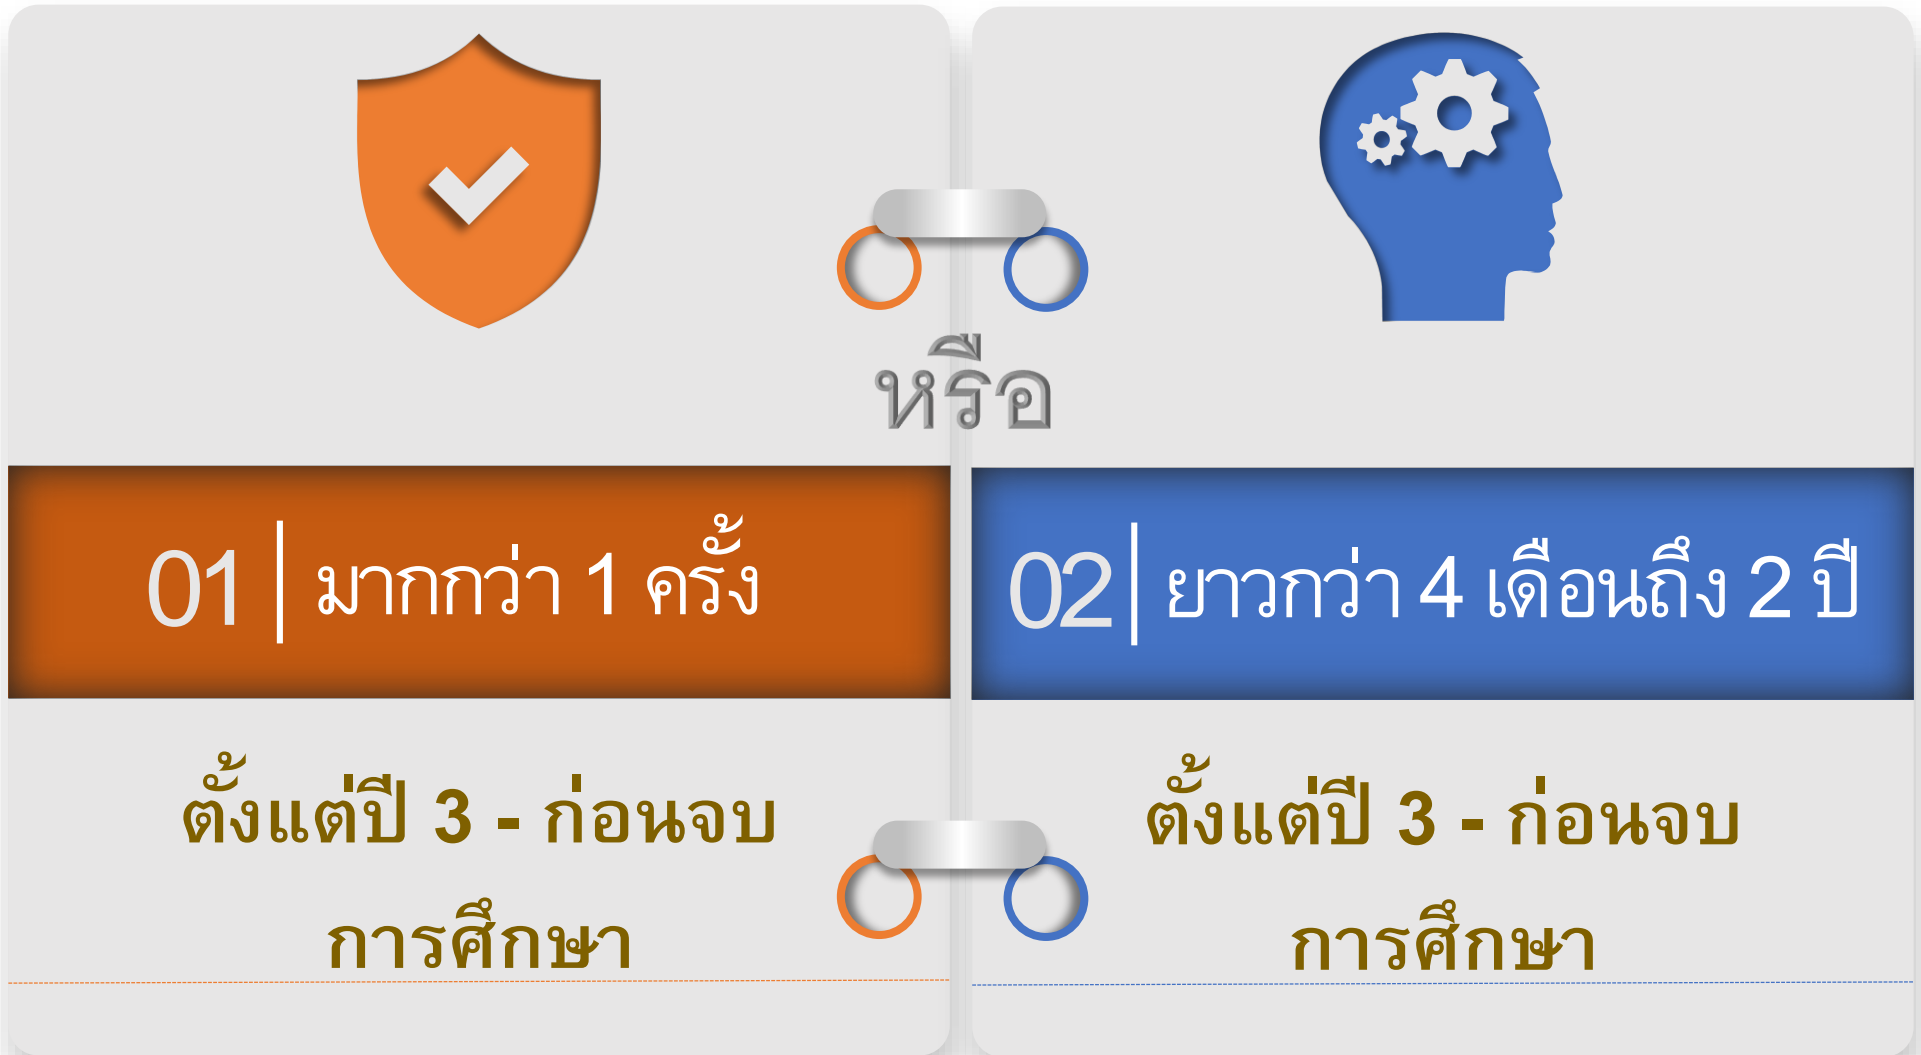 หรือ
01 มากกว่า 1 ครั้ง
ตั้งแต่ปี 3 - ก่อนจบ
การศึกษา
02 ยาวกว่า 4 เดือนถึง 2 ปี
ตั้งแต่ปี 3 - ก่อนจบ
การศึกษา